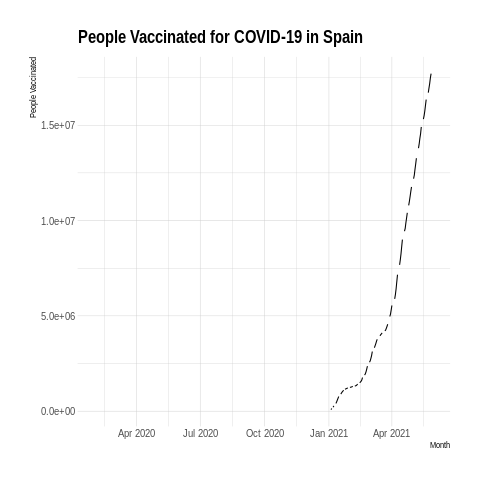 People Vaccinated for COVID-19 in Spain
People Vaccinated
1.5e+07
1.0e+07
5.0e+06
0.0e+00
Apr 2020 Jul 2020 Oct 2020 Jan 2021 Apr 2021
Month